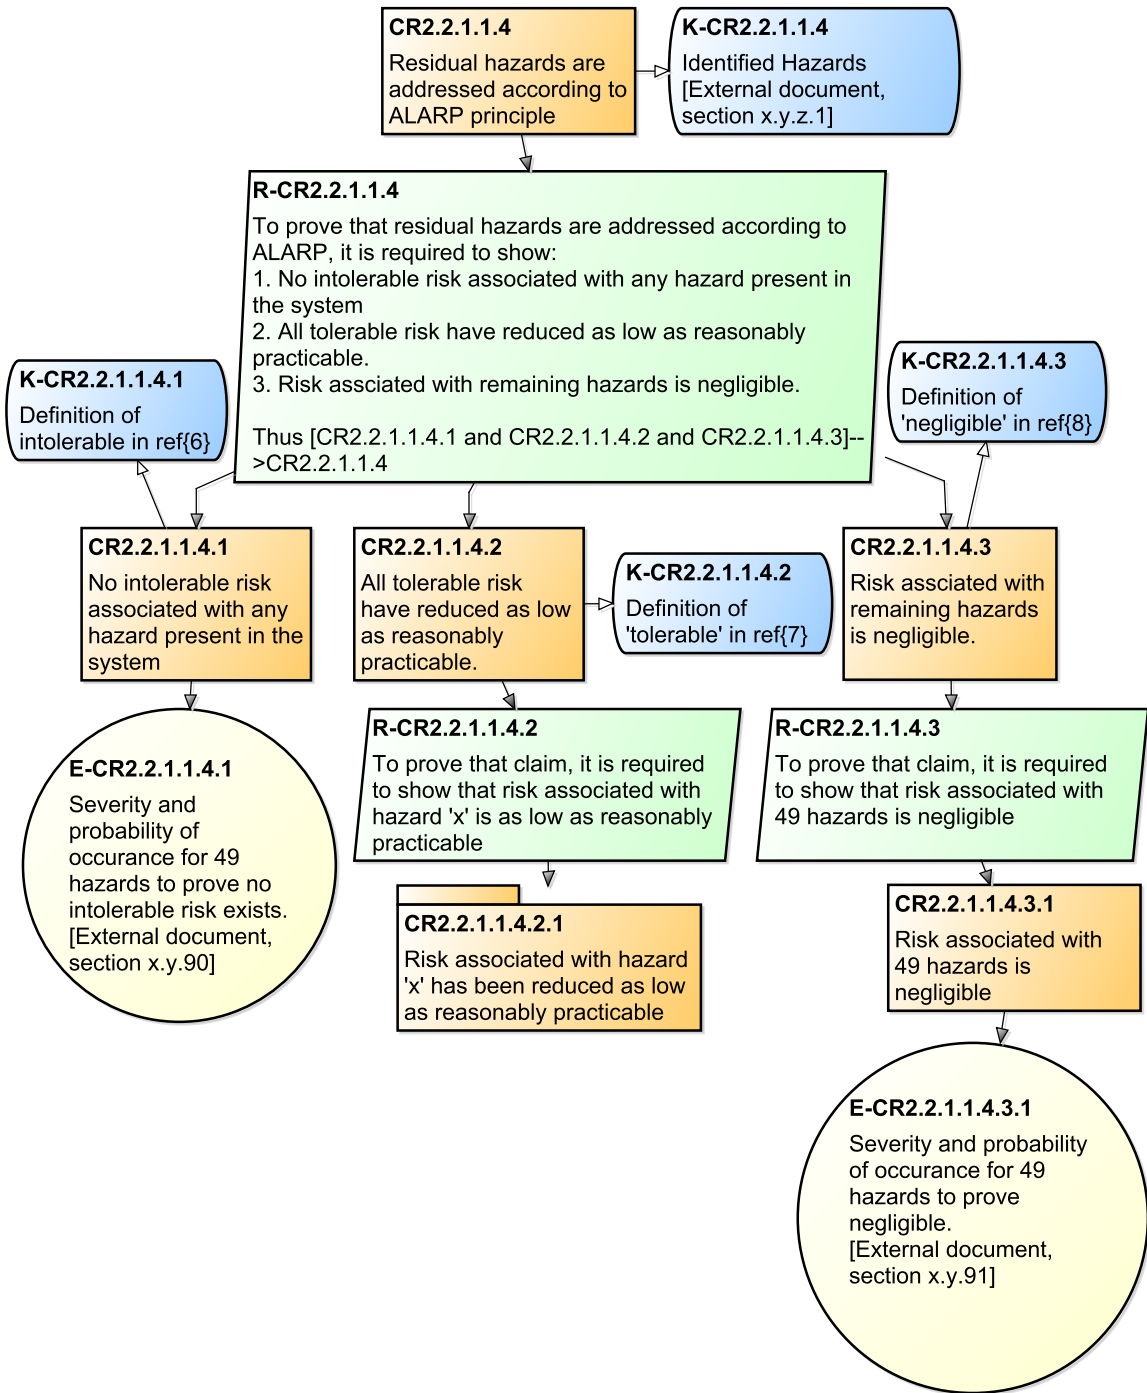 CR2.2.1.1.4
Residual hazards are
addressed according to
ALARP principle
K-CR2.2.1.1.4
Identified Hazards
[External document,
section x.y.z.1]
R-CR2.2.1.1.4
To prove that residual hazards are addressed according to
ALARP, it is required to show:
1. No intolerable risk associated with any hazard present in
the system
2. All tolerable risk have reduced as low as reasonably
practicable.
3. Risk assciated with remaining hazards is negligible.
Thus [CR2.2.1.1.4.1 and CR2.2.1.1.4.2 and CR2.2.1.1.4.3]--
>CR2.2.1.1.4
K-CR2.2.1.1.4.1
Definition of
intolerable in ref{6}
K-CR2.2.1.1.4.3
Definition of
'negligible' in ref{8}
CR2.2.1.1.4.1
No intolerable risk
associated with any
hazard present in the
system
CR2.2.1.1.4.2
All tolerable risk
have reduced as low
as reasonably
practicable.
K-CR2.2.1.1.4.2
Definition of
'tolerable' in ref{7}
CR2.2.1.1.4.3
Risk assciated with
remaining hazards
is negligible.
E-CR2.2.1.1.4.1
Severity and
probability of
occurance for 49
hazards to prove no
intolerable risk exists.
[External document,
section x.y.90]
R-CR2.2.1.1.4.2
To prove that claim, it is required
to show that risk associated with
hazard 'x' is as low as reasonably
practicable
R-CR2.2.1.1.4.3
To prove that claim, it is required
to show that risk associated with
49 hazards is negligible
CR2.2.1.1.4.2.1
Risk associated with hazard
'x' has been reduced as low
as reasonably practicable
CR2.2.1.1.4.3.1
Risk associated with
49 hazards is
negligible
E-CR2.2.1.1.4.3.1
Severity and probability
of occurance for 49
hazards to prove
negligible.
[External document,
section x.y.91]